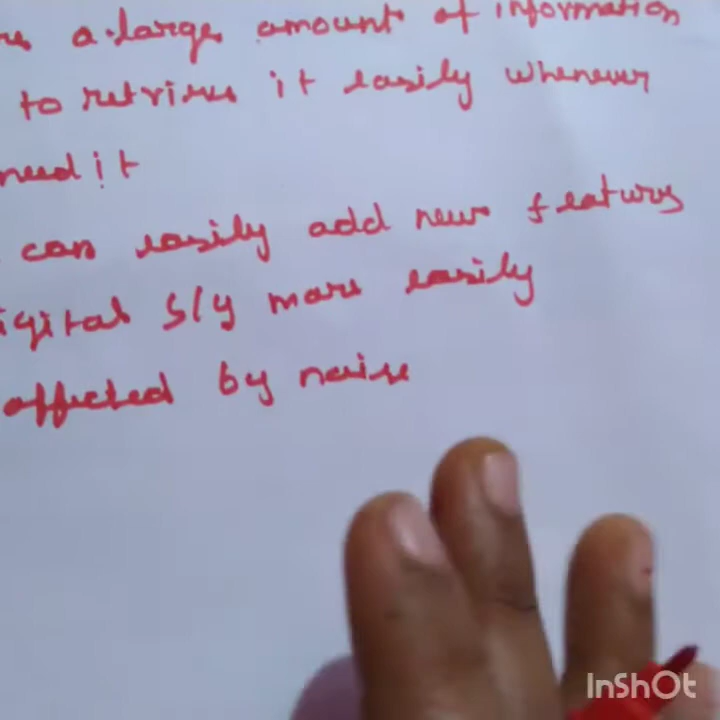 a large amount of information
to retrieve it easily whenever
need it
can easily add new features
digital s/y more easily
affected by noise
InShOt